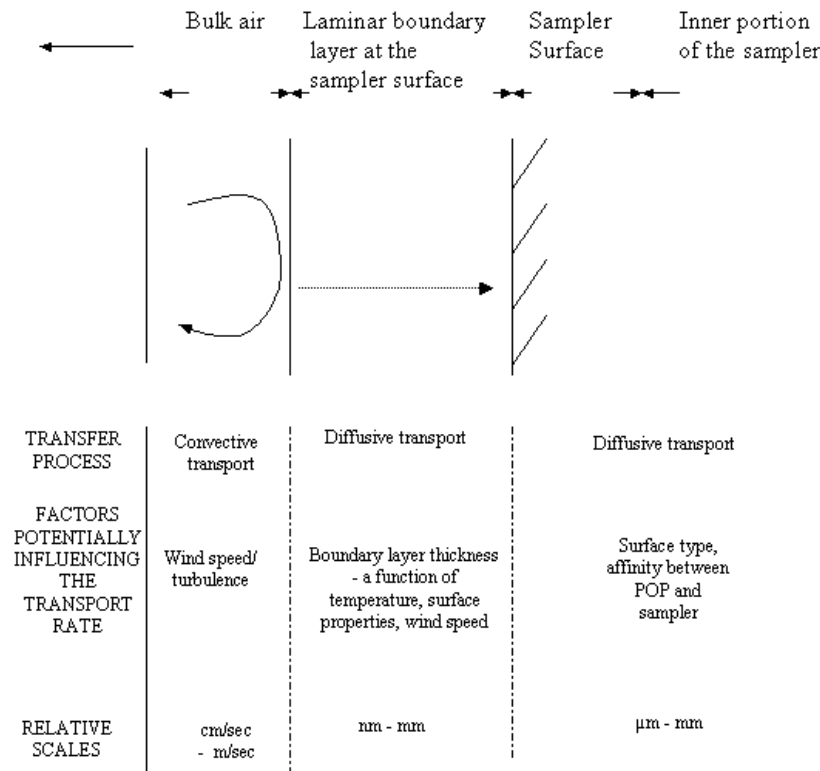 Bulk air
Laminar boundary
layer at the
sampler surface
Sampler
Surface
Inner portion
of the sampler
TRANSFER
PROCESS
Convective
transport
Diffusive transport
Diffusive transport
FACTORS
POTENTIALLY
INFLUENCING
THE
TRANSPORT
RATE
Wind speed/
turbulence
Boundary layer thickness
- a function of
temperature, surface
properties, wind speed
Surface type,
affinity between
POP and
sampler
RELATIVE
SCALES
cm/sec
- m/sec
nm - mm
µm - mm